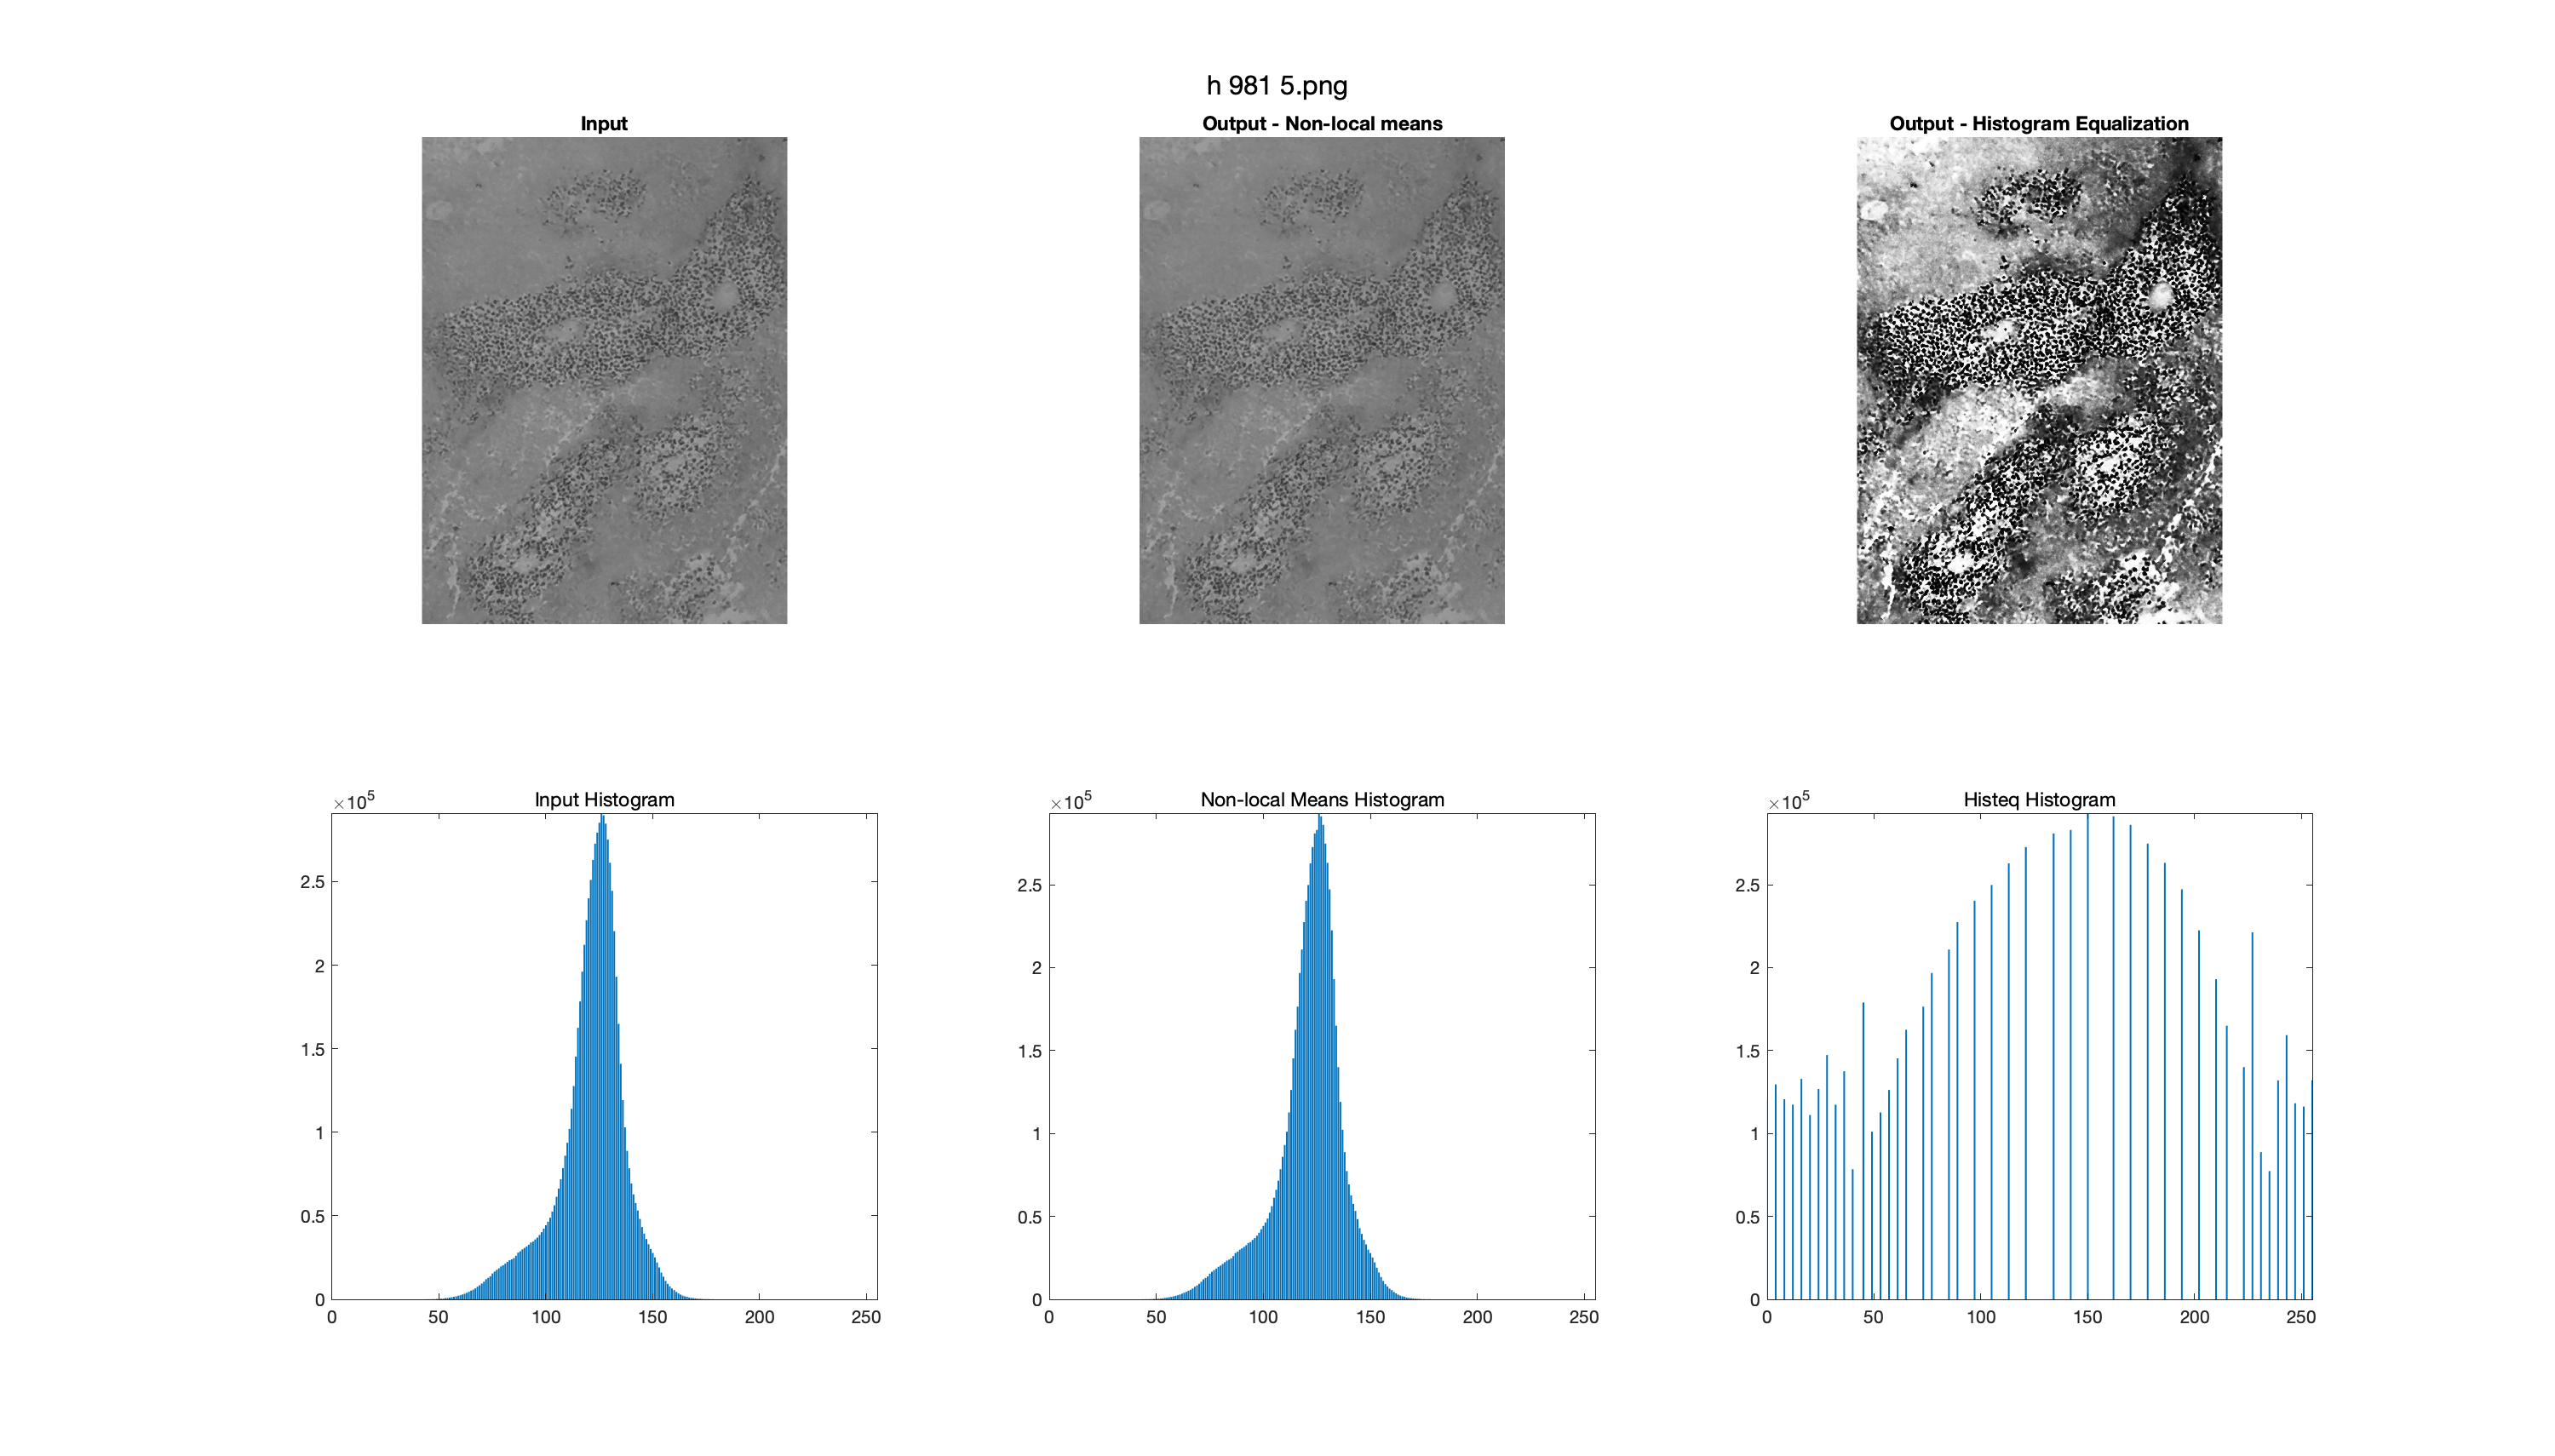 h 981 5.png
Input
Output - Non-local means
Output - Histogram Equalization
Input Histogram
×10^5
2.5
2
1.5
1
0.5
0
0 50 100 150 200 250
Non-local Means Histogram
×10^5
2.5
2
1.5
1
0.5
0
0 50 100 150 200 250
Histeq Histogram
×10^5
2.5
2
1.5
1
0.5
0
0 50 100 150 200 250